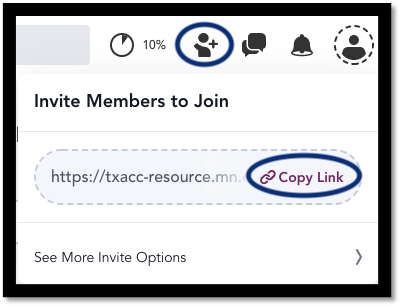 10%
Invite Members to Join
https://txacc-resource.mn. Copy Link
See More Invite Options